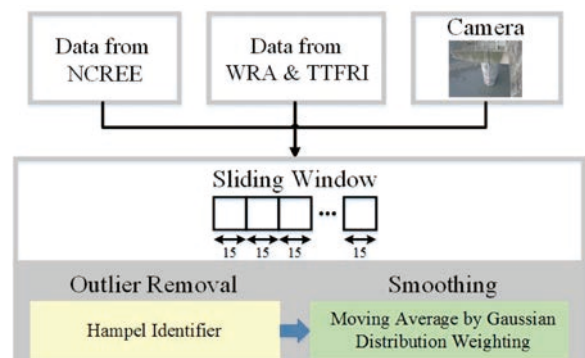 Data from
NCREE
Data from
WRA & TTFRI
Camera
Sliding Window
...
15 15 15 15
Outlier Removal
Smoothing
Hampel Identifier
Moving Average by Gaussian
Distribution Weighting